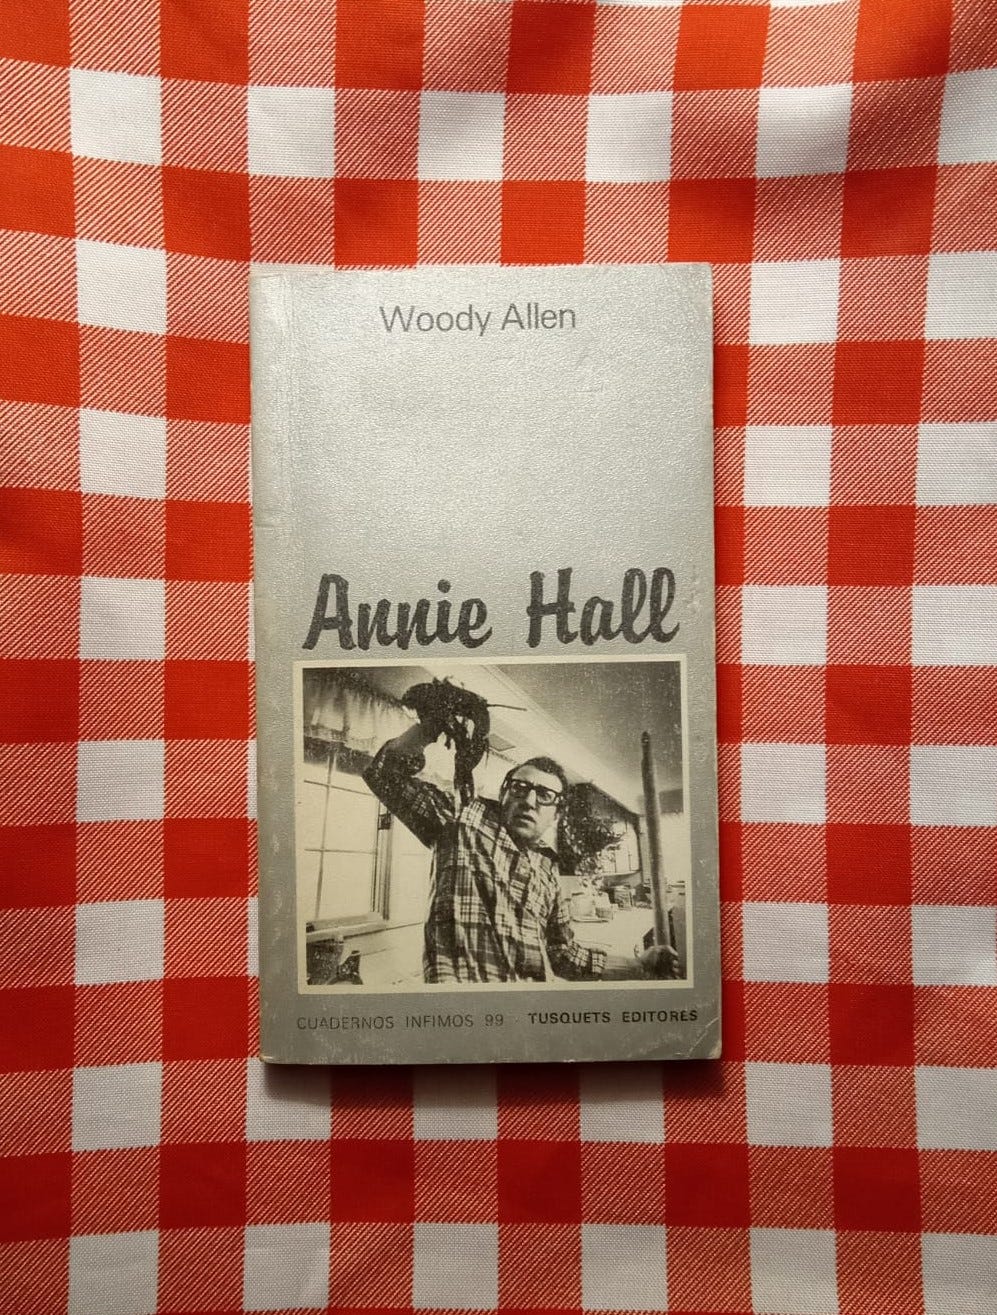 Woody Allen
Annie Hall
CUADERNOS INFIMOS 99 · TUSQUETS EDITORES